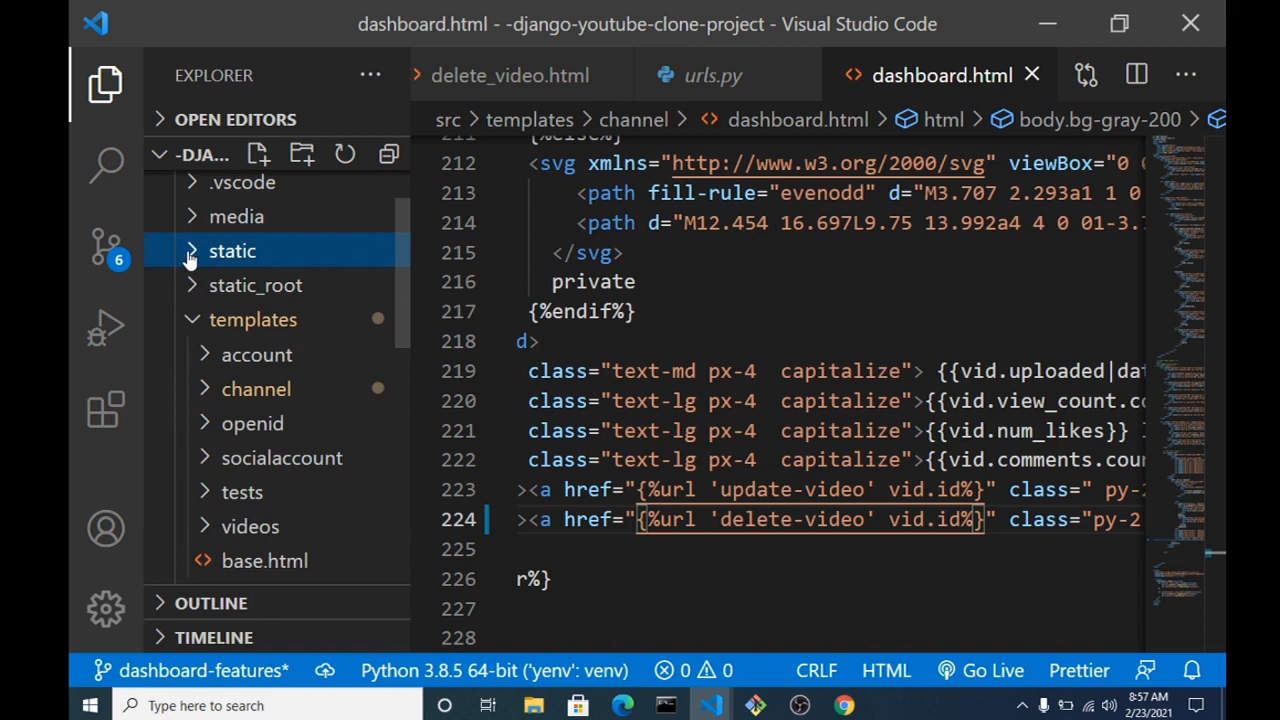 dashboard.html - -django-youtube-clone-project - Visual Studio Code
EXPLORER
delete_video.html
urls.py
dashboard.html
OPEN EDITORS
src > templates > channel > dashboard.html > html > body.bg-gray-200 >
-DJA...
.vscode
media
static
static_root
templates
account
channel
openid
socialaccount
tests
videos
base.html
OUTLINE
TIMELINE
6
211 {%else%}
212 <svg xmlns="http://www.w3.org/2000/svg" viewBox="0 0
213 <path fill-rule="evenodd" d="M3.707 2.293a1 1 0
214 <path d="M12.454 16.697L9.75 13.992a4 4 0 01-3.7
215 </svg>
216 private
217 {%endif%}
218 d>
219 class="text-md px-4 capitalize"> {{vid.uploaded|dat
220 class="text-lg px-4 capitalize">{{vid.view_count.co
221 class="text-lg px-4 capitalize">{{vid.num_likes}}
222 class="text-lg px-4 capitalize">{{vid.comments.cour
223 ><a href="{%url 'update-video' vid.id%}" class=" py-2
224 ><a href="{%url 'delete-video' vid.id%}" class="py-2
225
226 r%}
227
228
dashboard-features* Python 3.8.5 64-bit ('yenv': venv) 0 0 CRLF HTML Go Live Prettier
Type here to search
8:57 AM
2/23/2021